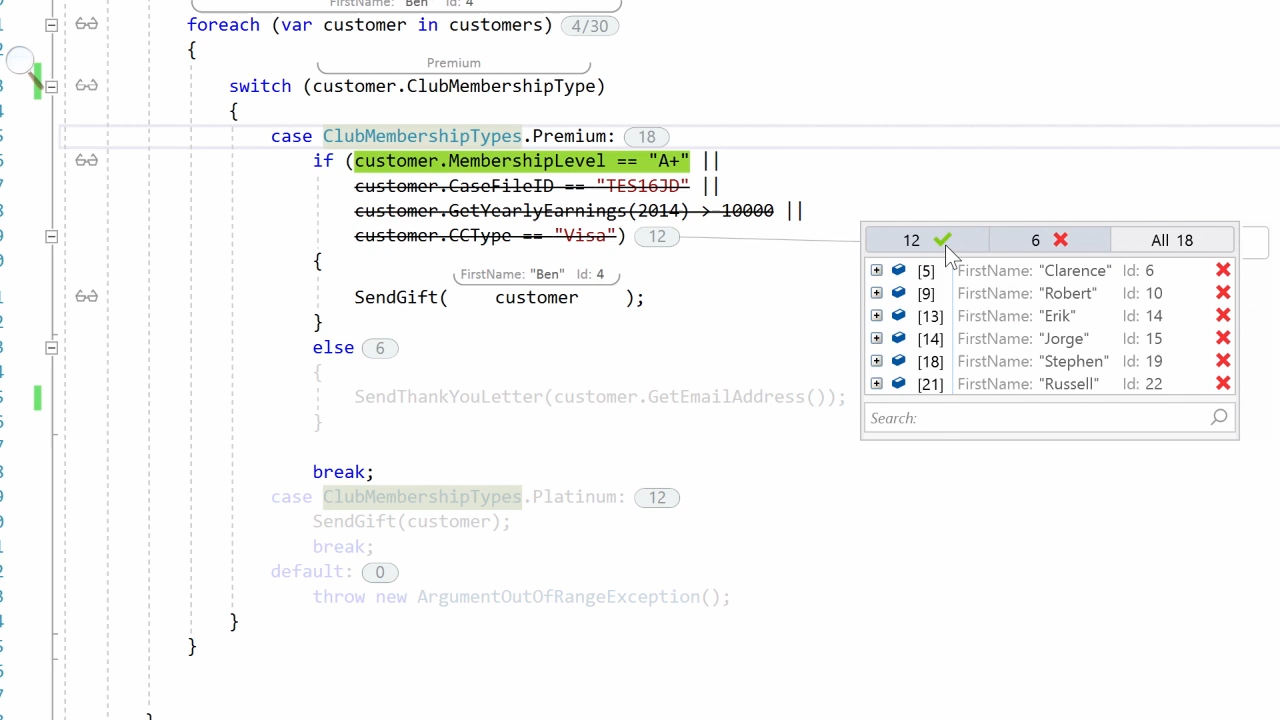 FirstName: "Ben" Id: 4
foreach (var customer in customers) 4/30
{
Premium
switch (customer.ClubMembershipType)
{
case ClubMembershipTypes.Premium: 18
if (customer.MembershipLevel == "A+" ||
customer.CaseFileID == "TES16JD" ||
customer.GetYearlyEarnings(2014) > 10000 ||
customer.CCType == "Visa") 12
{
FirstName: "Ben" Id: 4
SendGift( customer );
}
else 6
{
SendThankYouLetter(customer.GetEmailAddress());
}
break;
case ClubMembershipTypes.Platinum: 12
SendGift(customer);
break;
default: 0
throw new ArgumentOutOfRangeException();
}
}
}
12 6 All 18
[5] FirstName: "Clarence" Id: 6
[9] FirstName: "Robert" Id: 10
[13] FirstName: "Erik" Id: 14
[14] FirstName: "Jorge" Id: 15
[18] FirstName: "Stephen" Id: 19
[21] FirstName: "Russell" Id: 22
Search: